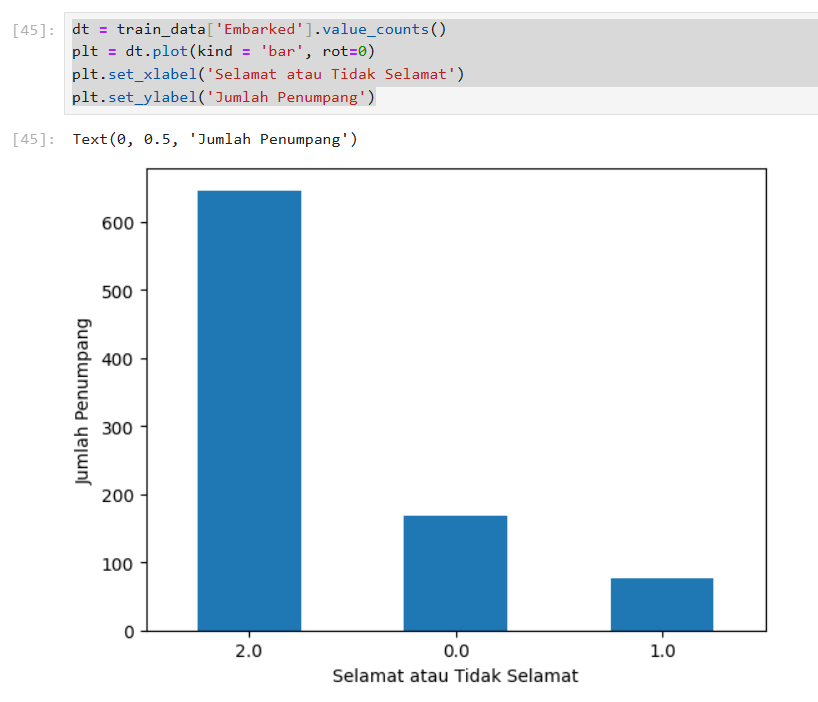 [45]: dt = train_data['Embarked'].value_counts()
plt = dt.plot(kind = 'bar', rot=0)
plt.set_xlabel('Selamat atau Tidak Selamat')
plt.set_ylabel('Jumlah Penumpang')
[45]: Text(0, 0.5, 'Jumlah Penumpang')
600
500
400
300
200
100
0
Jumlah Penumpang
2.0 0.0 1.0
Selamat atau Tidak Selamat